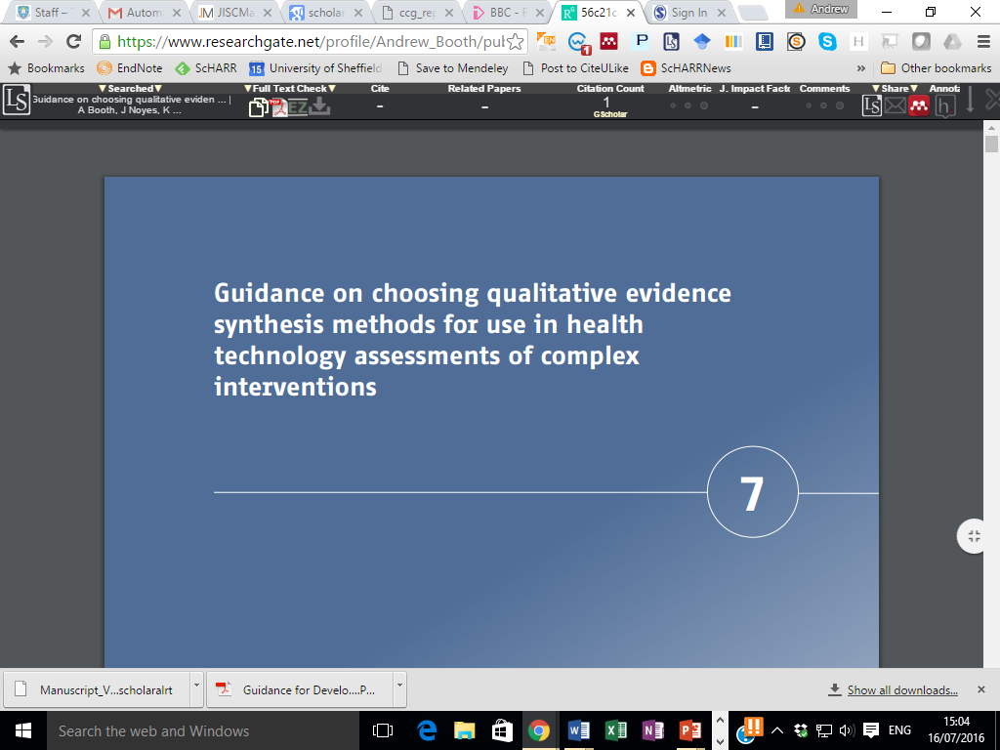 Staff –
Autom
JISCMa
scholar
ccg_rep
BBC - F
56c21c
Sign In
Andrew
https://www.researchgate.net/profile/Andrew_Booth/pub
Bookmarks EndNote ScHARR University of Sheffield Save to Mendeley Post to CiteULike ScHARRNews » Other bookmarks
▼Searched▼ ▼Full Text Check▼ Cite Related Papers Citation Count Altmetric J. Impact Facto Comments ▼Share▼ Annota
Guidance on choosing qualitative eviden ... |
A Booth, J Noyes, K ...
EZ
- - 1 -
GScholar
Guidance on choosing qualitative evidence
synthesis methods for use in health
technology assessments of complex
interventions
7
Manuscript_V...scholaralrt
Guidance for Develo....P...
Show all downloads...
Search the web and Windows
ENG
15:04
16/07/2016